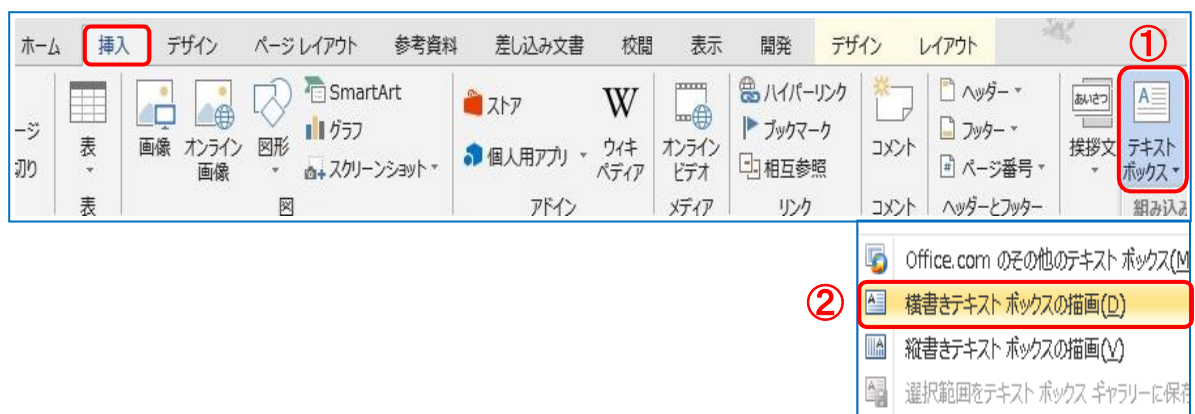 ホーム 挿入 デザイン ページ レイアウト 参考資料 差し込み文書 校閲 表示 開発 デザイン レイアウト ①
ージ
切り
表
表
画像
オンライン
画像
図形
SmartArt
グラフ
スクリーンショット
図
ストア
個人用アプリ
W
ウィキ
ペディア
アドイン
オンライン
ビデオ
メディア
ハイパーリンク
ブックマーク
相互参照
リンク
コメント
コメント
ヘッダー
フッター
# ページ番号
ヘッダーとフッター
あいさつ
挨拶文
A
テキスト
ボックス
組み込み
Office.com のその他のテキスト ボックス(M
② 横書きテキスト ボックスの描画(D)
縦書きテキスト ボックスの描画(V)
選択範囲をテキスト ボックス ギャラリーに保存